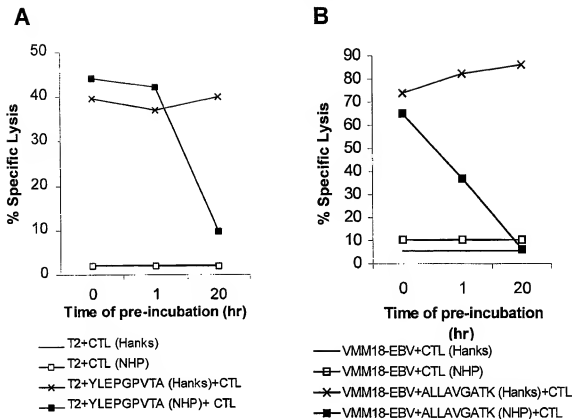 A
% Specific Lysis
50
40
30
20
10
0
0 1 20
Time of pre-incubation (hr)
T2+CTL (Hanks)
T2+CTL (NHP)
T2+YLEPGPVTA (Hanks)+CTL
T2+YLEPGPVTA (NHP)+ CTL
B
% Specific Lysis
90
80
70
60
50
40
30
20
10
0
0 1 20
Time of pre-incubation
(hr)
VMM18-EBV+CTL (Hanks)
VMM18-EBV+CTL (NHP)
VMM18-EBV+ALLAVGATK (Hanks)+CTL
VMM18-EBV+ALLAVGATK (NHP)+CTL